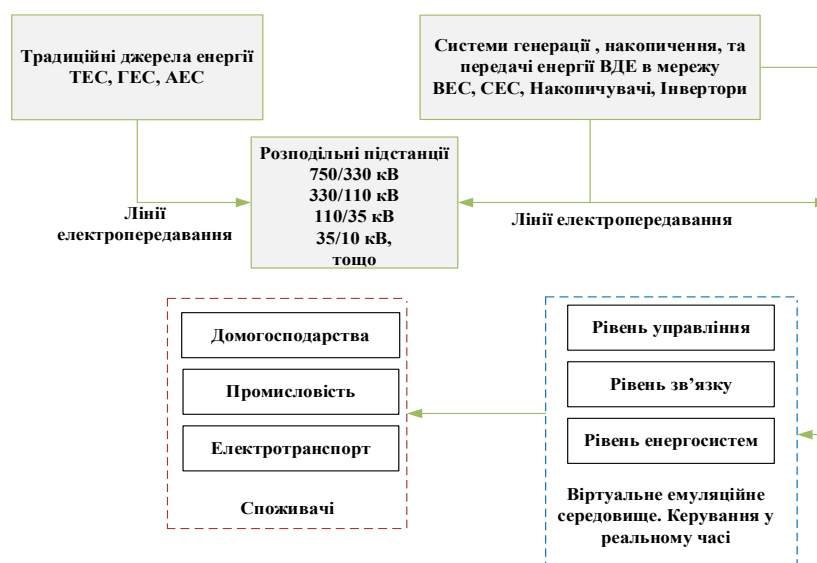 Традиційні джерела енергії
ТЕС, ГЕС, АЕС
Системи генерації , накопичення, та
передачі енергії ВДЕ в мережу
ВЕС, СЕС, Накопичувачі, Інвертори
Розподільні підстанції
750/330 кВ
330/110 кВ
110/35 кВ
35/10 кВ,
тощо
Лінії
електропередавання
Лінії електропередавання
Домогосподарства
Промисловість
Електротранспорт
Споживачі
Рівень управління
Рівень зв’язку
Рівень енергосистем
Віртуальне емуляційне
середовище. Керування у
реальному часі